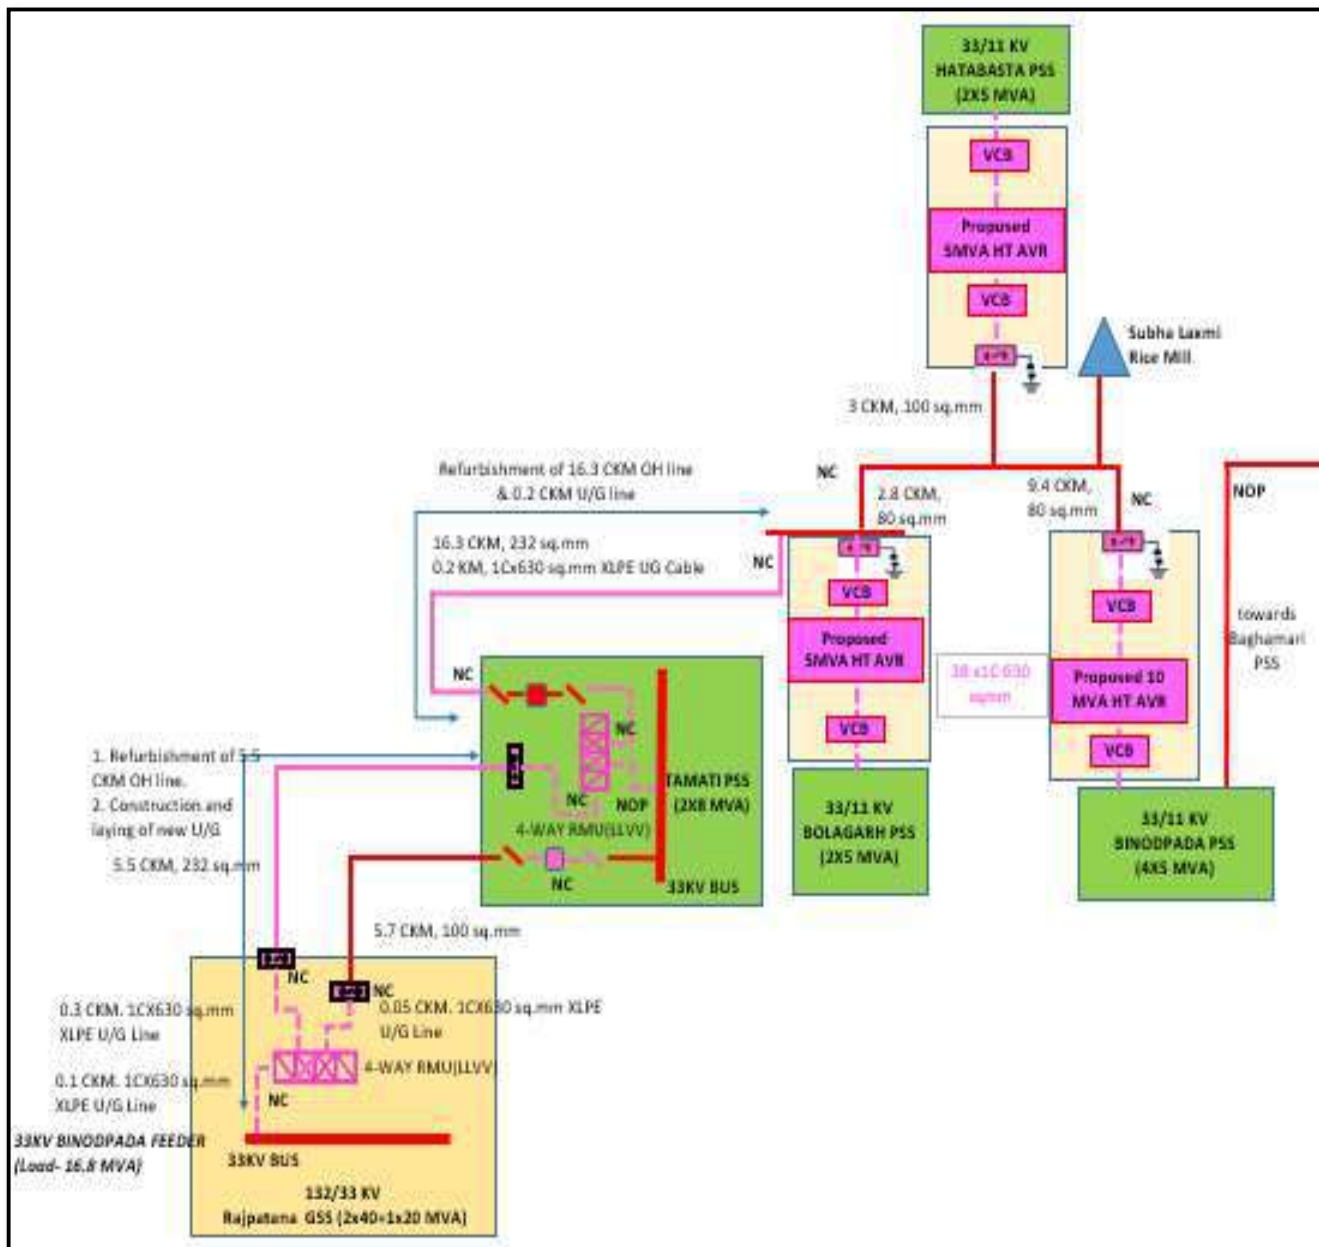 33/11 KV
HATABASTA PSS
(2X5 MVA)
VCB
Proposed
5MVA HT AVR
VCB
Subha Laxmi
Rice Mill
3 CKM, 100 sq.mm
Refurbishment of 16.3 CKM OH line
& 0.2 CKM U/G line
NC
2.8 CKM,
80 sq.mm
9.4 CKM,
80 sq.mm
NC
NOP
16.3 CKM, 232 sq.mm
0.2 KM, 1Cx630 sq.mm XLPE UG Cable
NC
VCB
Proposed
5MVA HT AVR
VCB
33/11 KV
BOLAGARH PSS
(2X5 MVA)
VCB
Proposed 10
MVA HT AVR
VCB
33/11 KV
BINODPADA PSS
(4X5 MVA)
towards
Baghamari
PSS
630
sqmm
NC
NC
TAMATI PSS
(2X8 MVA)
NC
NOP
4-WAY RMU(LLVV)
NC
33KV BUS
1. Refurbishment of 5.5
CKM OH line.
2. Construction and
laying of new U/G
5.5 CKM, 232 sq.mm
5.7 CKM, 100 sq.mm
NC
NC
0.3 CKM. 1CX630 sq.mm
XLPE U/G Line
0.05 CKM. 1CX630 sq.mm XLPE
U/G Line
4-WAY RMU(LLVV)
0.1 CKM. 1CX630 sq.mm
XLPE U/G Line
NC
33KV BINODPADA FEEDER
(Load- 16.8 MVA)
33KV BUS
132/33 KV
Rajpatana GSS (2x40+1x20 MVA)